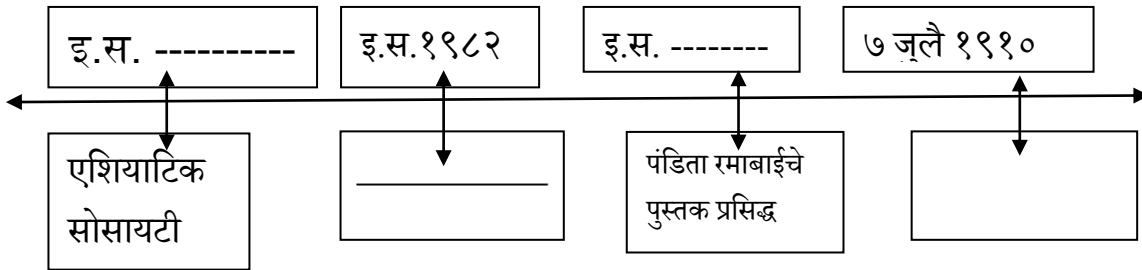 इ.स. ----------
इ.स.१९८२
इ.स. --------
७ जुलै १९१०
एशियाटिक
सोसायटी
पंडिता रमाबाईचे
पुस्तक प्रसिद्ध